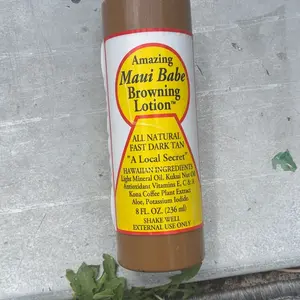 Amazing
Maui Babe
Browning
Lotion™
ALL NATURAL
FAST DARK TAN
"A Local Secret"
HAWAIIAN INGREDIENTS
Light Mineral Oil, Kukui Nut Oil
Antioxidant Vitamins E, C & A
Kona Coffee Plant Extract
Aloe, Potassium Iodide
8 FL. OZ. (236 ml)
SHAKE WELL
EXTERNAL USE ONLY